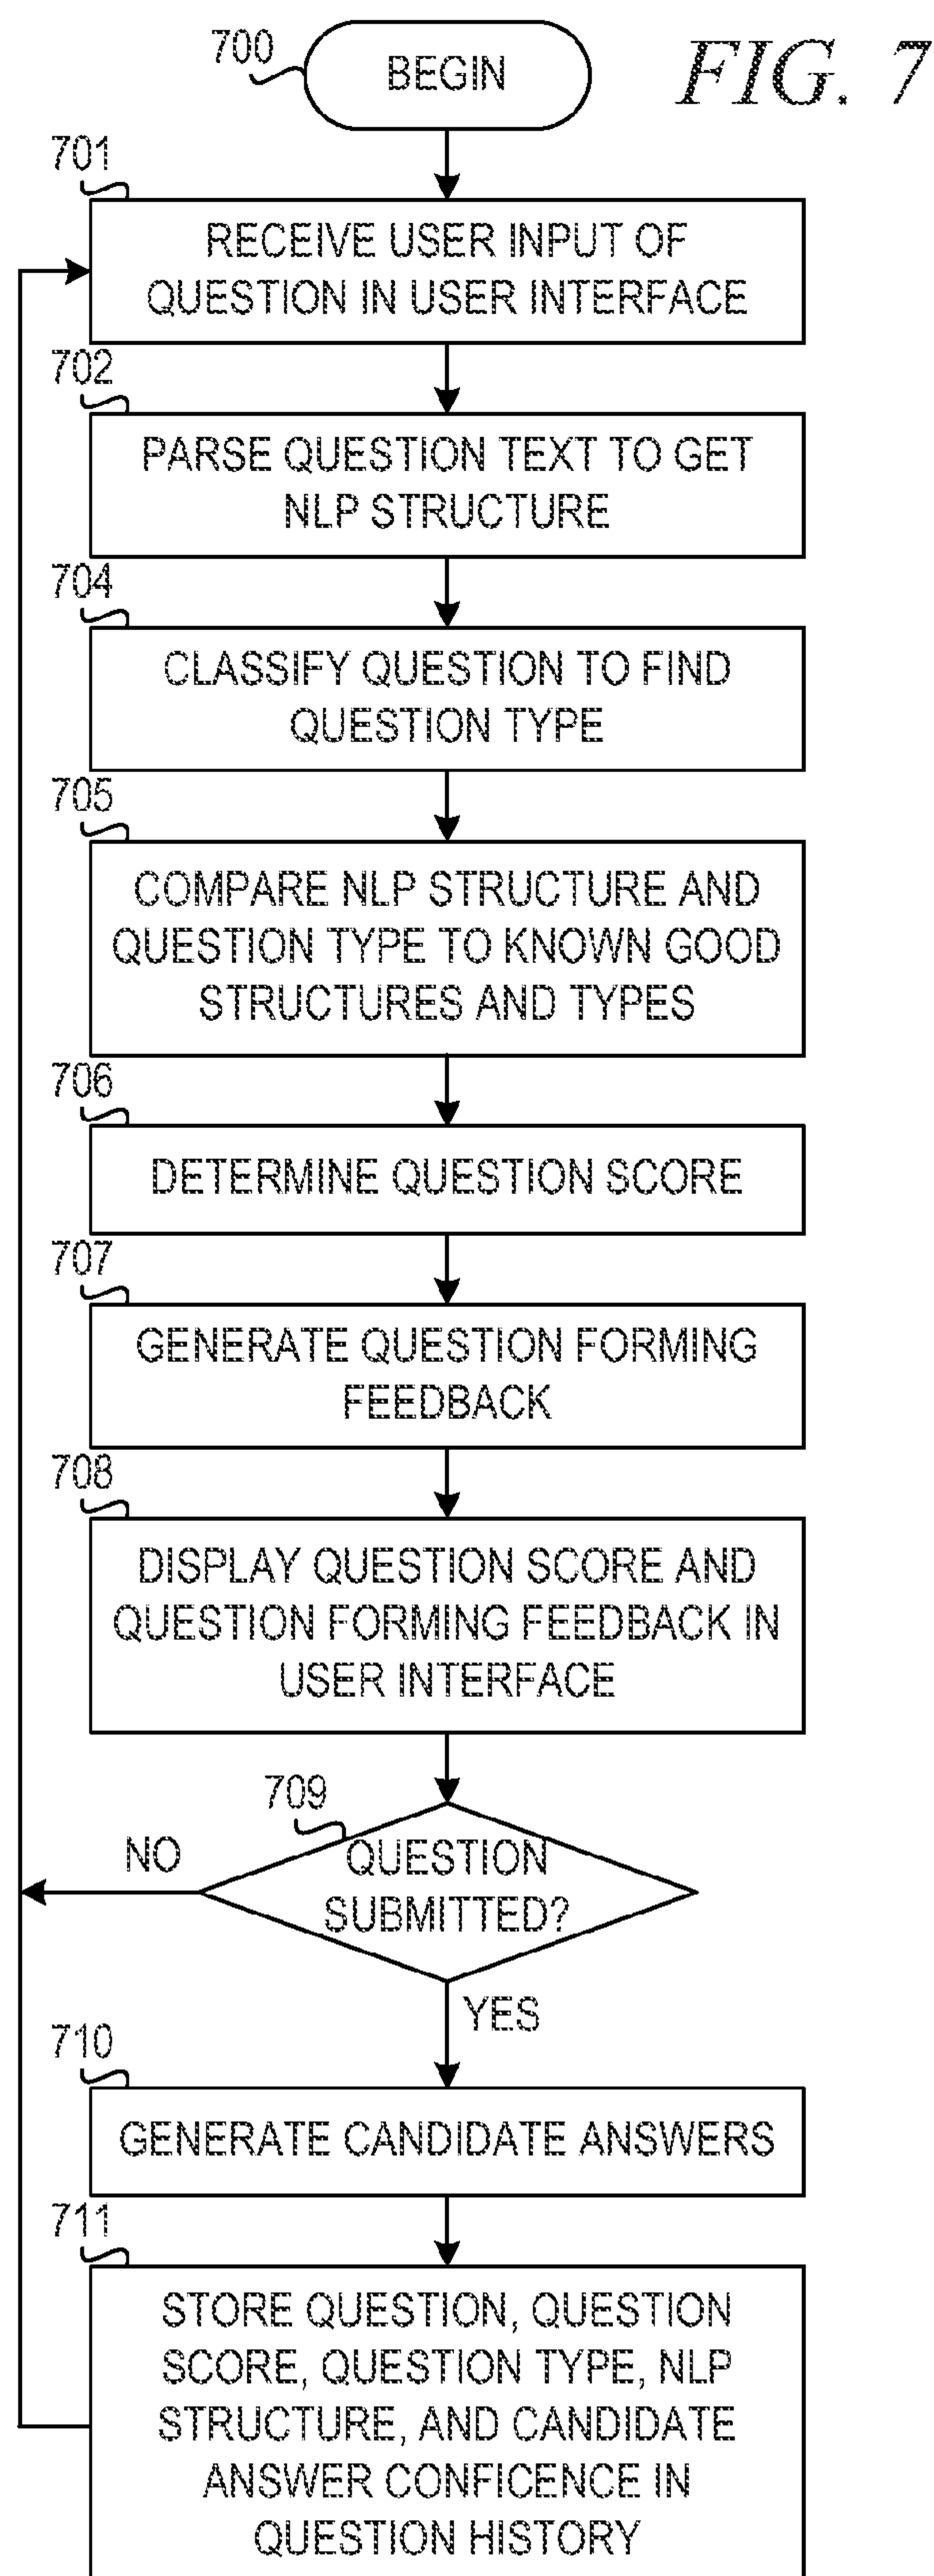 700
BEGIN
FIG. 7
701
RECEIVE USER INPUT OF
QUESTION IN USER INTERFACE
702
PARSE QUESTION TEXT TO GET
NLP STRUCTURE
704
CLASSIFY QUESTION TO FIND
QUESTION TYPE
705
COMPARE NLP STRUCTURE AND
QUESTION TYPE TO KNOWN GOOD
STRUCTURES AND TYPES
706
DETERMINE QUESTION SCORE
707
GENERATE QUESTION FORMING
FEEDBACK
708
DISPLAY QUESTION SCORE AND
QUESTION FORMING FEEDBACK IN
USER INTERFACE
709
NO
QUESTION
SUBMITTED?
YES
710
GENERATE CANDIDATE ANSWERS
711
STORE QUESTION, QUESTION
SCORE, QUESTION TYPE, NLP
STRUCTURE, AND CANDIDATE
ANSWER CONFICENCE IN
QUESTION HISTORY